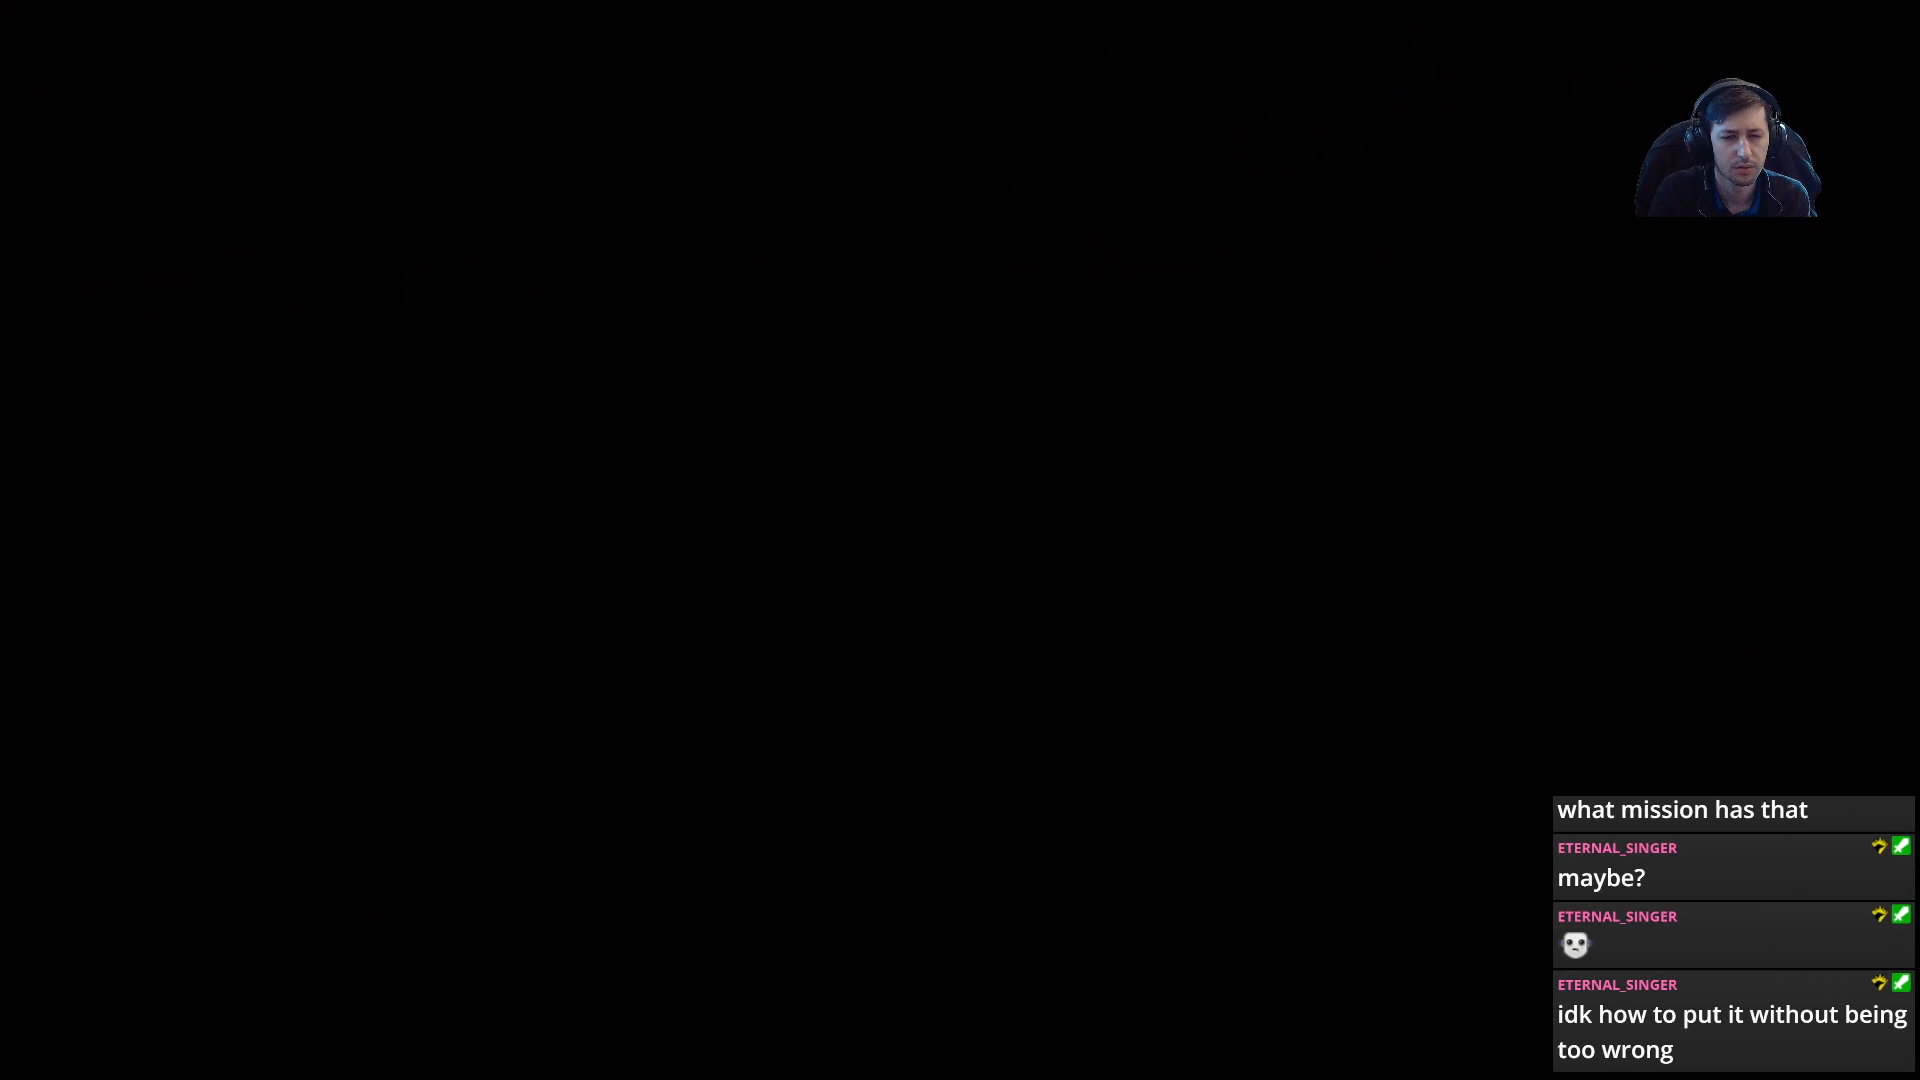 what mission has that
ETERNAL_SINGER
maybe?
ETERNAL_SINGER
ETERNAL_SINGER
idk how to put it without being
too wrong